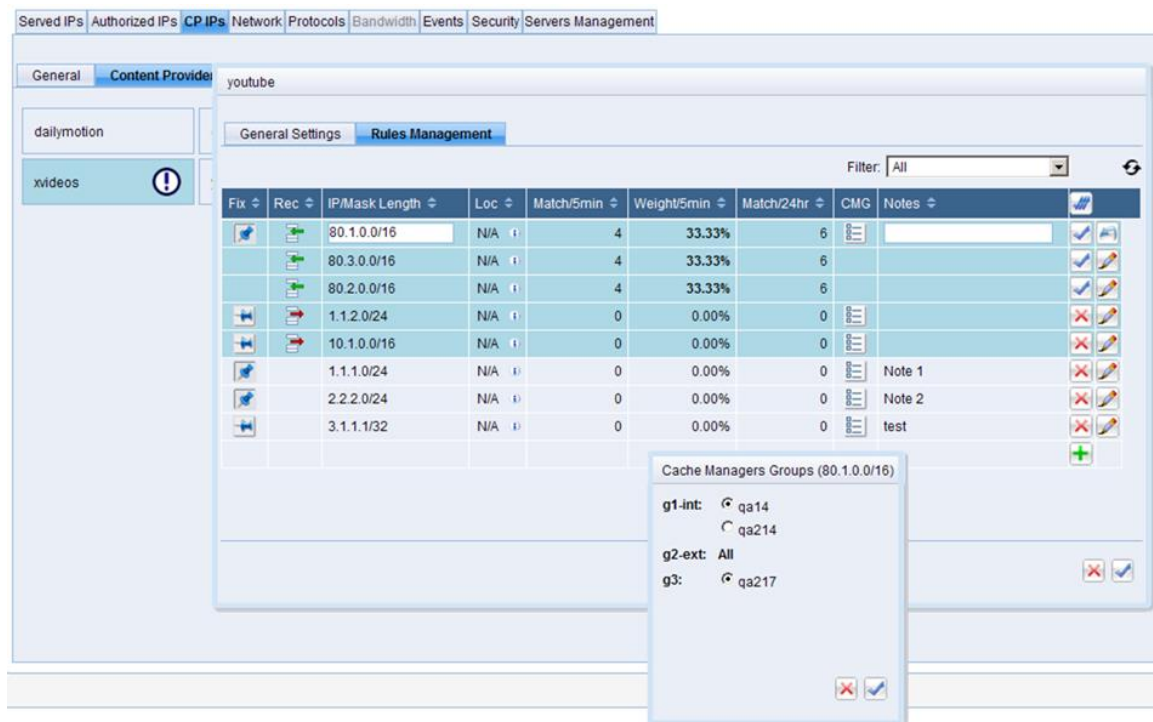 Served IPs Authorized IPs CP IPs Network Protocols Bandwidth Events Security Servers Management
General Content Provider
youtube
dailymotion
xvideos
General Settings Rules Management
Filter: All
Fix Rec IP/Mask Length Loc Match/5min Weight/5min Match/24hr CMG Notes
80.1.0.0/16 N/A 4 33.33% 6
80.3.0.0/16 N/A 4 33.33% 6
80.2.0.0/16 N/A 4 33.33% 6
1.1.2.0/24 N/A 0 0.00% 0
10.1.0.0/16 N/A 0 0.00% 0
1.1.1.0/24 N/A 0 0.00% 0 Note 1
2.2.2.0/24 N/A 0 0.00% 0 Note 2
3.1.1.1/32 N/A 0 0.00% 0 test
Cache Managers Groups (80.1.0.0/16)
g1-int: qa14
qa214
g2-ext: All
g3: qa217